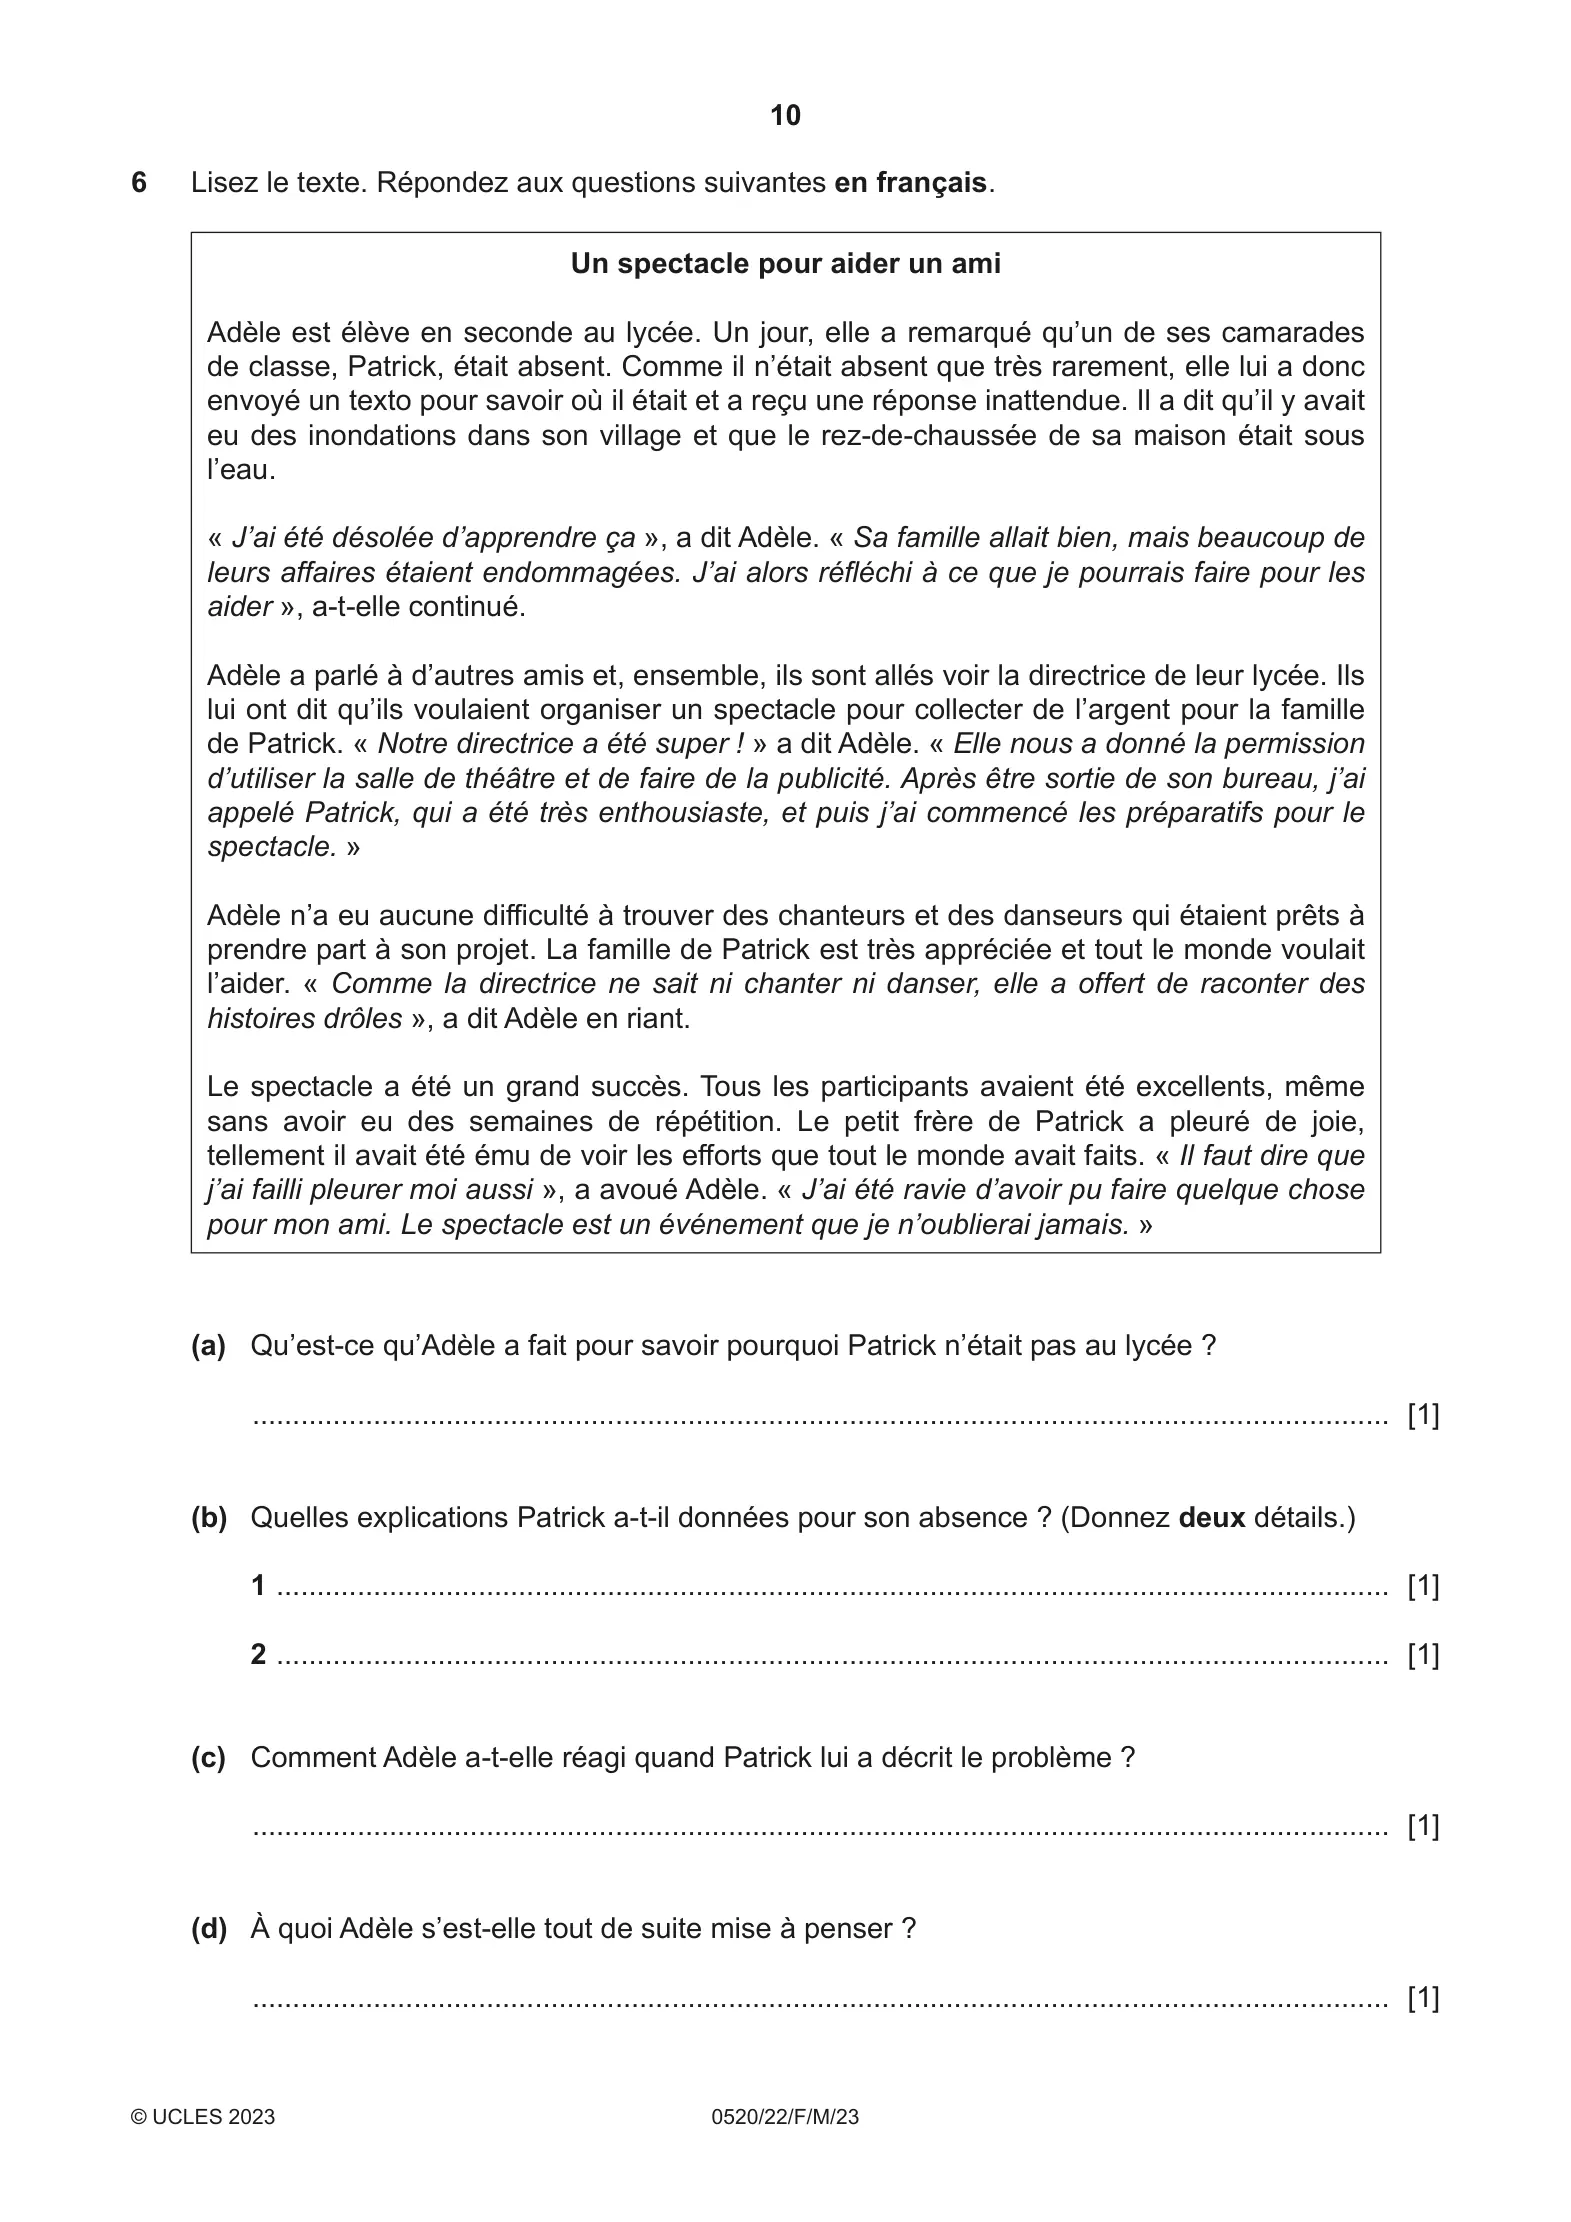 10
6 Lisez le texte. Répondez aux questions suivantes en français.
Un spectacle pour aider un ami
Adèle est élève en seconde au lycée. Un jour, elle a remarqué qu’un de ses camarades
de classe, Patrick, était absent. Comme il n’était absent que très rarement, elle lui a donc
envoyé un texto pour savoir où il était et a reçu une réponse inattendue. Il a dit qu’il y avait
eu des inondations dans son village et que le rez-de-chaussée de sa maison était sous
l’eau.
« J’ai été désolée d’apprendre ça », a dit Adèle. « Sa famille allait bien, mais beaucoup de
leurs affaires étaient endommagées. J’ai alors réfléchi à ce que je pourrais faire pour les
aider », a-t-elle continué.
Adèle a parlé à d’autres amis et, ensemble, ils sont allés voir la directrice de leur lycée. Ils
lui ont dit qu’ils voulaient organiser un spectacle pour collecter de l’argent pour la famille
de Patrick. « Notre directrice a été super ! » a dit Adèle. « Elle nous a donné la permission
d’utiliser la salle de théâtre et de faire de la publicité. Après être sortie de son bureau, j’ai
appelé Patrick, qui a été très enthousiaste, et puis j’ai commencé les préparatifs pour le
spectacle. »
Adèle n’a eu aucune difficulté à trouver des chanteurs et des danseurs qui étaient prêts à
prendre part à son projet. La famille de Patrick est très appréciée et tout le monde voulait
l’aider. « Comme la directrice ne sait ni chanter ni danser, elle a offert de raconter des
histoires drôles », a dit Adèle en riant.
Le spectacle a été un grand succès. Tous les participants avaient été excellents, même
sans avoir eu des semaines de répétition. Le petit frère de Patrick a pleuré de joie,
tellement il avait été ému de voir les efforts que tout le monde avait faits. « Il faut dire que
j’ai failli pleurer moi aussi », a avoué Adèle. « J’ai été ravie d’avoir pu faire quelque chose
pour mon ami. Le spectacle est un événement que je n’oublierai jamais. »
(a) Qu’est-ce qu’Adèle a fait pour savoir pourquoi Patrick n’était pas au lycée ?
[1]
(b) Quelles explications Patrick a-t-il données pour son absence ? (Donnez deux détails.)
1 [1]
2 [1]
(c) Comment Adèle a-t-elle réagi quand Patrick lui a décrit le problème ?
[1]
(d) À quoi Adèle s’est-elle tout de suite mise à penser ?
[1]
© UCLES 2023 0520/22/F/M/23